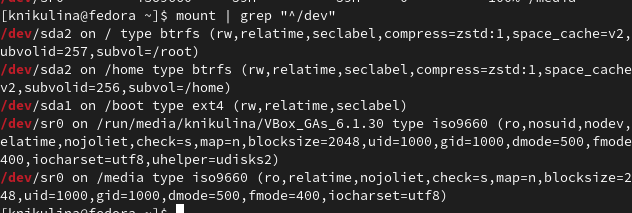 [knikulina@fedora ~]$ mount | grep "^/dev"
/dev/sda2 on / type btrfs (rw,relatime,seclabel,compress=zstd:1,space_cache=v2,s
ubvolid=257,subvol=/root)
/dev/sda2 on /home type btrfs (rw,relatime,seclabel,compress=zstd:1,space_cache=
v2,subvolid=256,subvol=/home)
/dev/sda1 on /boot type ext4 (rw,relatime,seclabel)
/dev/sr0 on /run/media/knikulina/VBox_GAs_6.1.30 type iso9660 (ro,nosuid,nodev,r
elatime,nojoliet,check=s,map=n,blocksize=2048,uid=1000,gid=1000,dmode=500,fmode=
400,iocharset=utf8,uhelper=udisks2)
/dev/sr0 on /media type iso9660 (ro,relatime,nojoliet,check=s,map=n,blocksize=2
48,uid=1000,gid=1000,dmode=500,fmode=400,iocharset=utf8)
[knikulina@fedora ~]$